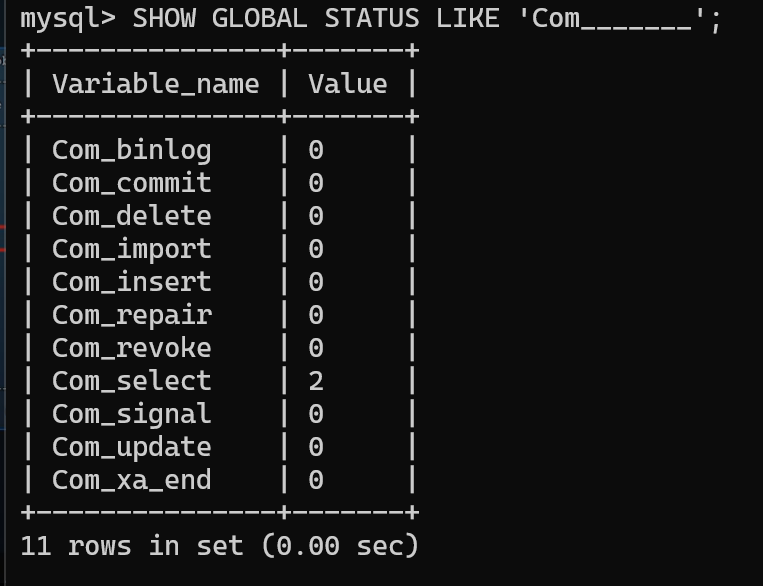 mysql> SHOW GLOBAL STATUS LIKE 'Com_______';
+---------------+-------+
| Variable_name | Value |
+---------------+-------+
| Com_binlog    | 0     |
| Com_commit    | 0     |
| Com_delete    | 0     |
| Com_import    | 0     |
| Com_insert    | 0     |
| Com_repair    | 0     |
| Com_revoke    | 0     |
| Com_select    | 2     |
| Com_signal    | 0     |
| Com_update    | 0     |
| Com_xa_end    | 0     |
+---------------+-------+
11 rows in set (0.00 sec)